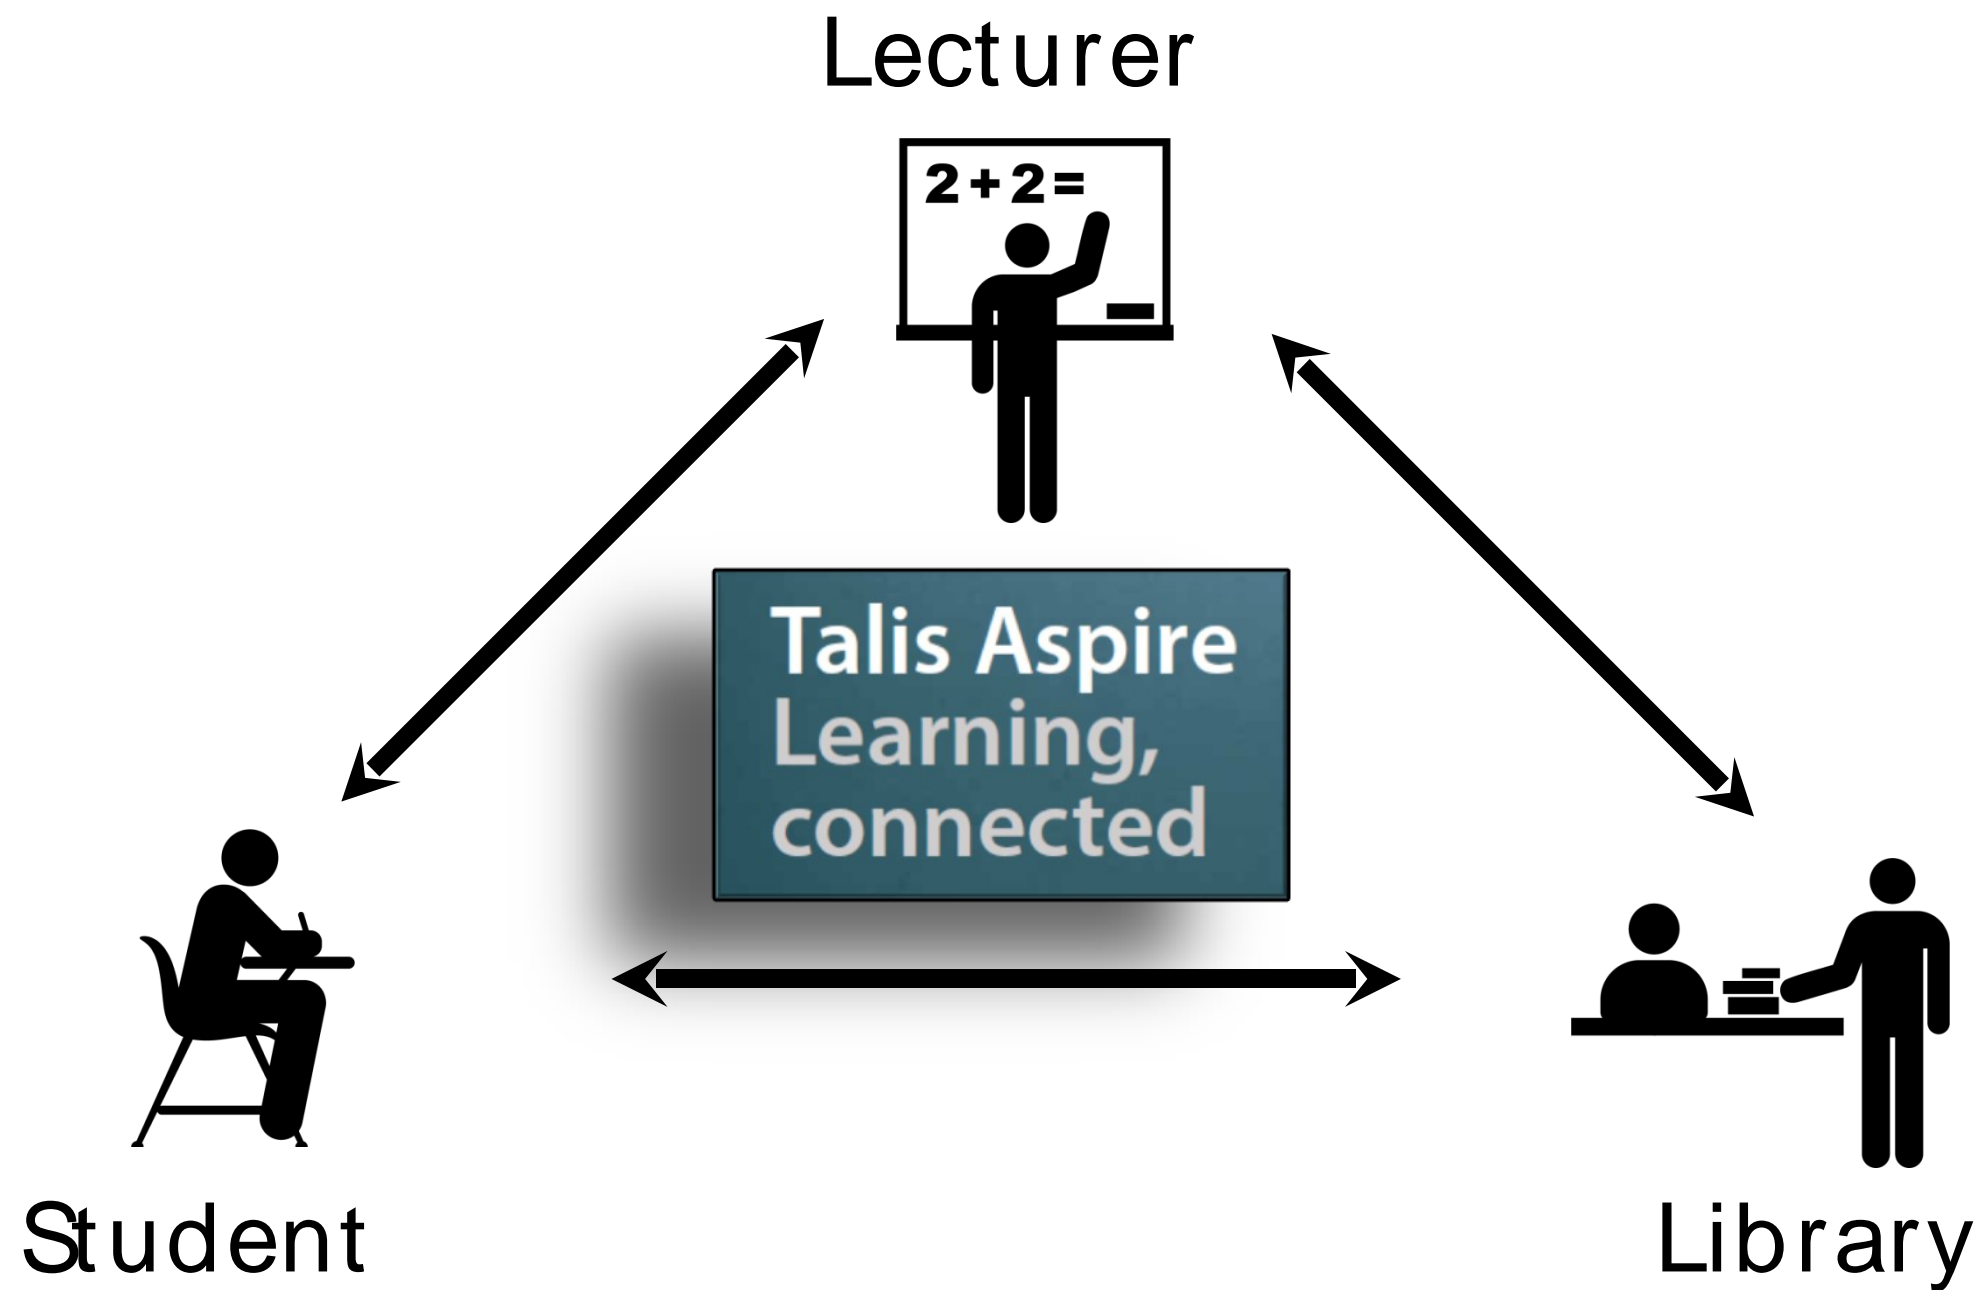 Lecturer
2+2=
Talis Aspire
Learning,
connected
Student
Library